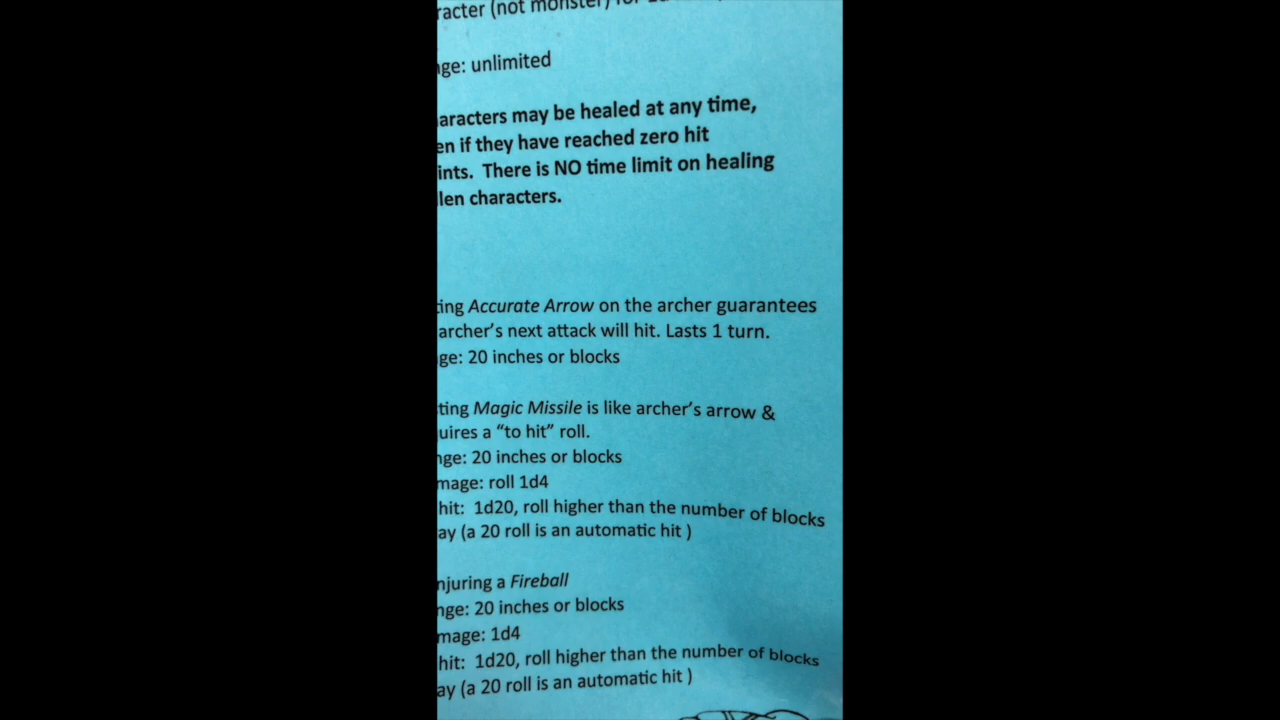 racter (not monster) for
nge: unlimited
aracters may be healed at any time,
en if they have reached zero hit
ints. There is NO time limit on healing
len characters.
ting Accurate Arrow on the archer guarantees
archer's next attack will hit. Lasts 1 turn.
ge: 20 inches or blocks
ting Magic Missile is like archer's arrow &
uires a "to hit" roll.
nge: 20 inches or blocks
mage: roll 1d4
hit: 1d20, roll higher than the number of blocks
ay (a 20 roll is an automatic hit )
njuring a Fireball
nge: 20 inches or blocks
mage: 1d4
hit: 1d20, roll higher than the number of blocks
ay (a 20 roll is an automatic hit )